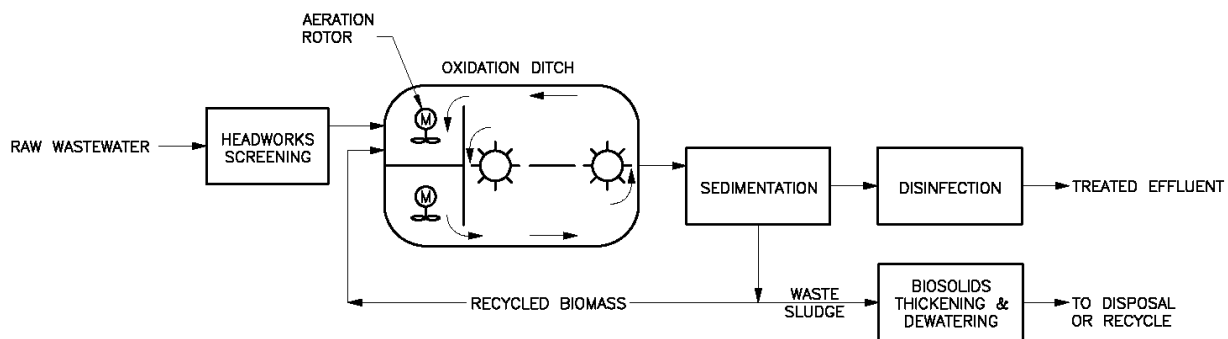 AERATION
ROTOR
OXIDATION DITCH
M
RAW WASTEWATER
HEADWORKS
SCREENING
M
SEDIMENTATION
DISINFECTION
TREATED EFFLUENT
RECYCLED BIOMASS
WASTE
SLUDGE
BIOSOLIDS
THICKENING &
DEWATERING
TO DISPOSAL
OR RECYCLE